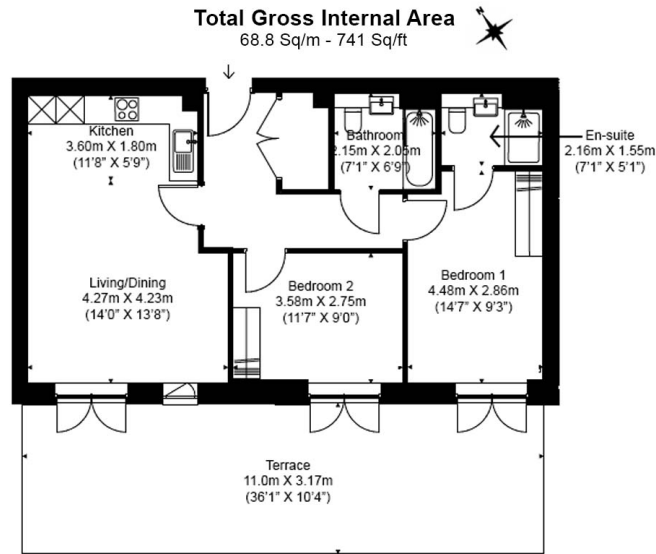 Total Gross Internal Area
68.8 Sq/m - 741 Sq/ft
N
Kitchen
3.60m X 1.80m
(11'8" X 5'9")
Bathroom
2.15m X 2.05m
(7'1" X 6'9")
En-suite
2.16m X 1.55m
(7'1" X 5'1")
Living/Dining
4.27m X 4.23m
(14'0" X 13'8")
Bedroom 2
3.58m X 2.75m
(11'7" X 9'0")
Bedroom 1
4.48m X 2.86m
(14'7" X 9'3")
Terrace
11.0m X 3.17m
(36'1" X 10'4")